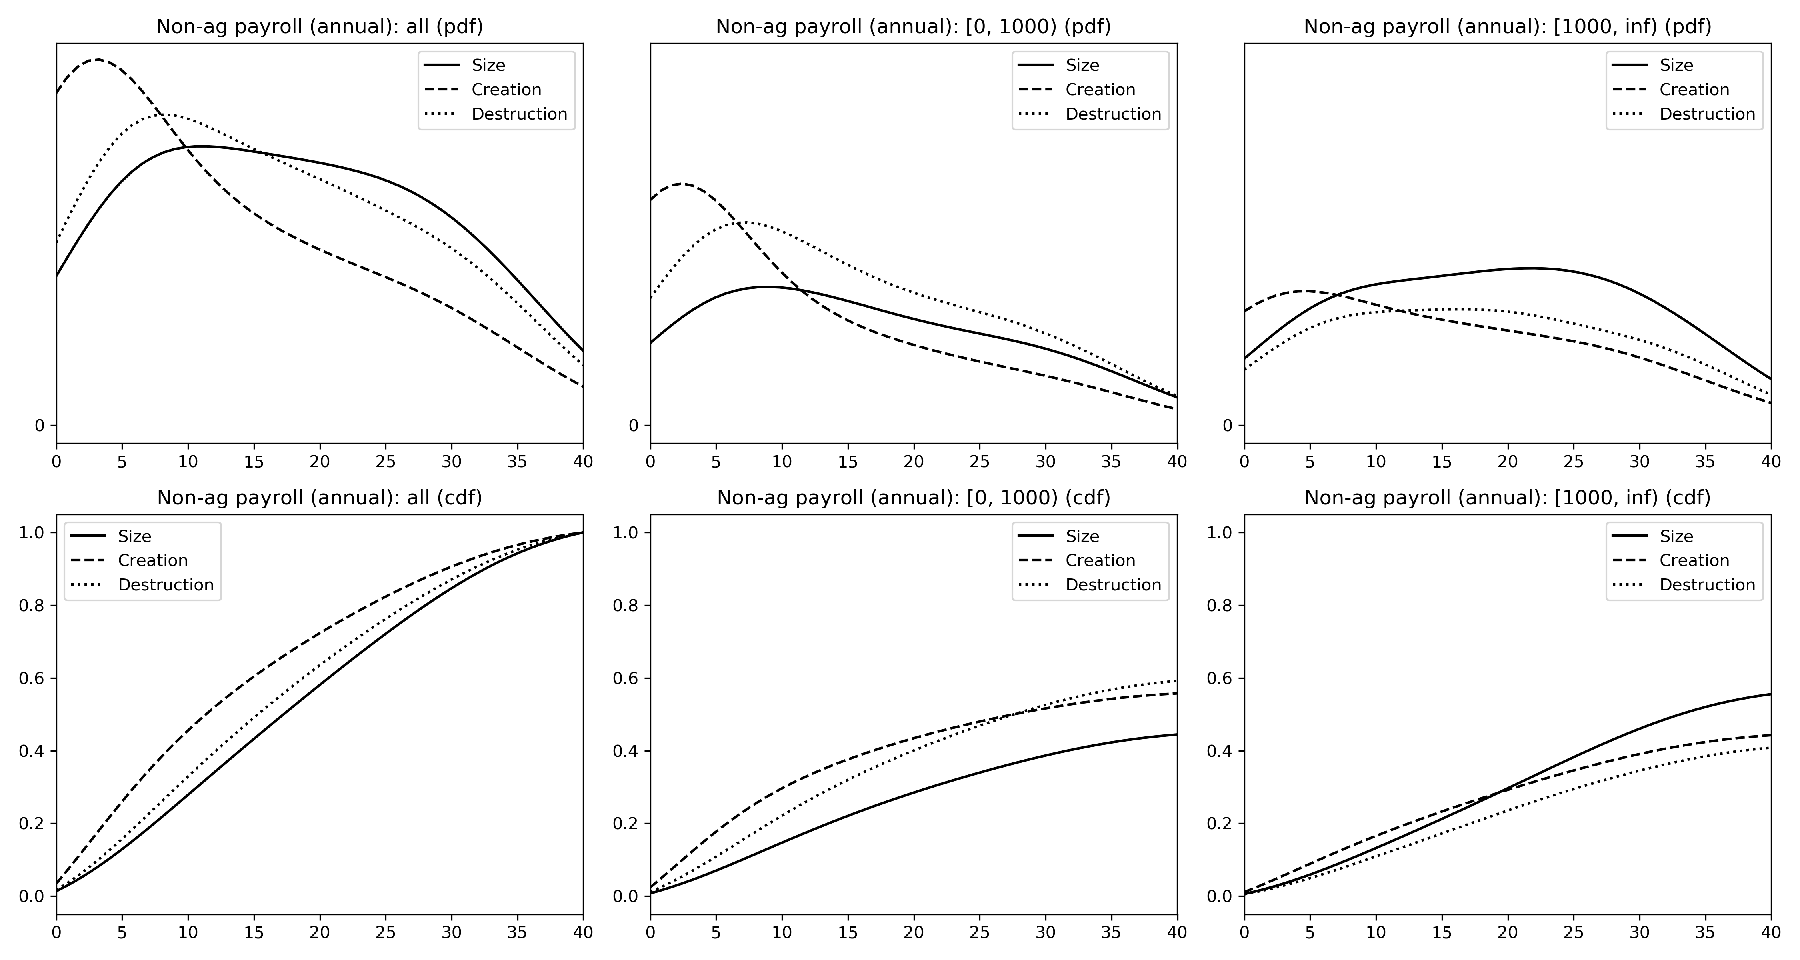 Non-ag payroll (annual): all (pdf)
Size
Creation
Destruction
0
0 5 10 15 20 25 30 35 40
Non-ag payroll (annual): [0, 1000) (pdf)
Size
Creation
Destruction
0
0 5 10 15 20 25 30 35 40
Non-ag payroll (annual): [1000, inf) (pdf)
Size
Creation
Destruction
0
0 5 10 15 20 25 30 35 40
Non-ag payroll (annual): all (cdf)
Size
Creation
Destruction
1.0
0.8
0.6
0.4
0.2
0.0
0 5 10 15 20 25 30 35 40
Non-ag payroll (annual): [0, 1000) (cdf)
Size
Creation
Destruction
1.0
0.8
0.6
0.4
0.2
0.0
0 5 10 15 20 25 30 35 40
Non-ag payroll (annual): [1000, inf) (cdf)
Size
Creation
Destruction
1.0
0.8
0.6
0.4
0.2
0.0
0 5 10 15 20 25 30 35 40